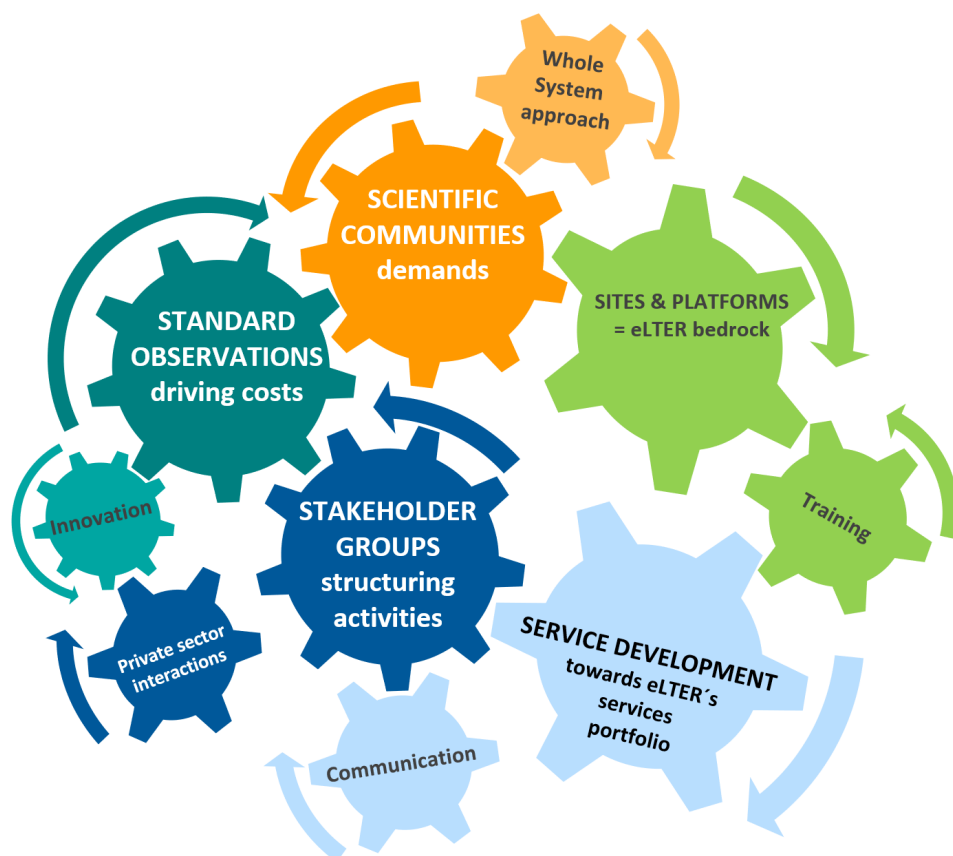 Whole
System
approach
SCIENTIFIC
COMMUNITIES
demands
SITES & PLATFORMS
= eLTER bedrock
STANDARD
OBSERVATIONS
driving costs
Innovation
Training
STAKEHOLDER
GROUPS
structuring
activities
Private sector
interactions
SERVICE DEVELOPMENT
towards eLTER´s
services
portfolio
Communication